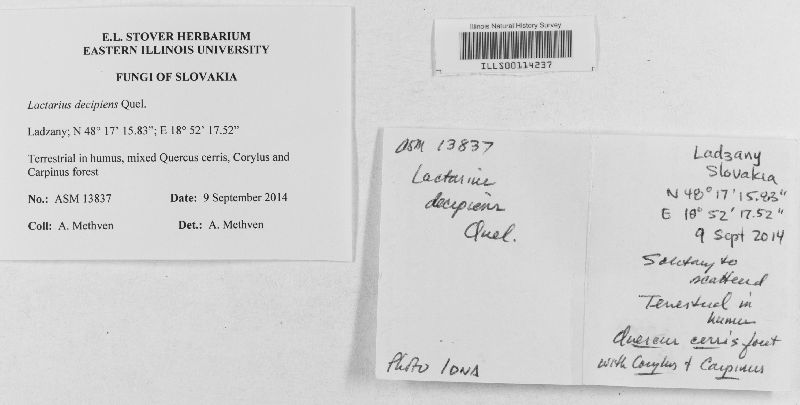 E.L. STOVER HERBARIUM
EASTERN ILLINOIS UNIVERSITY
FUNGI OF SLOVAKIA
Lactarius decipiens Quel.
Ladzany; N 48° 17' 15.83"; E 18° 52' 17.52"
Terrestrial in humus, mixed Quercus cerris, Corylus and
Carpinus forest
No.: ASM 13837 Date: 9 September 2014
Coll: A. Methven Det.: A. Methven
Illinois Natural History Survey
ILLS00114237
ASM 13837
Lactarius
decipiens
Quel.
Photo IONA
Ladzany
Slovakia
N 48° 17' 15.83"
E 18° 52' 17.52"
9 Sept 2014
Solitary to
scattered
Terrestrial in
humus
Quercus cerris forest
with Corylus + Carpinus